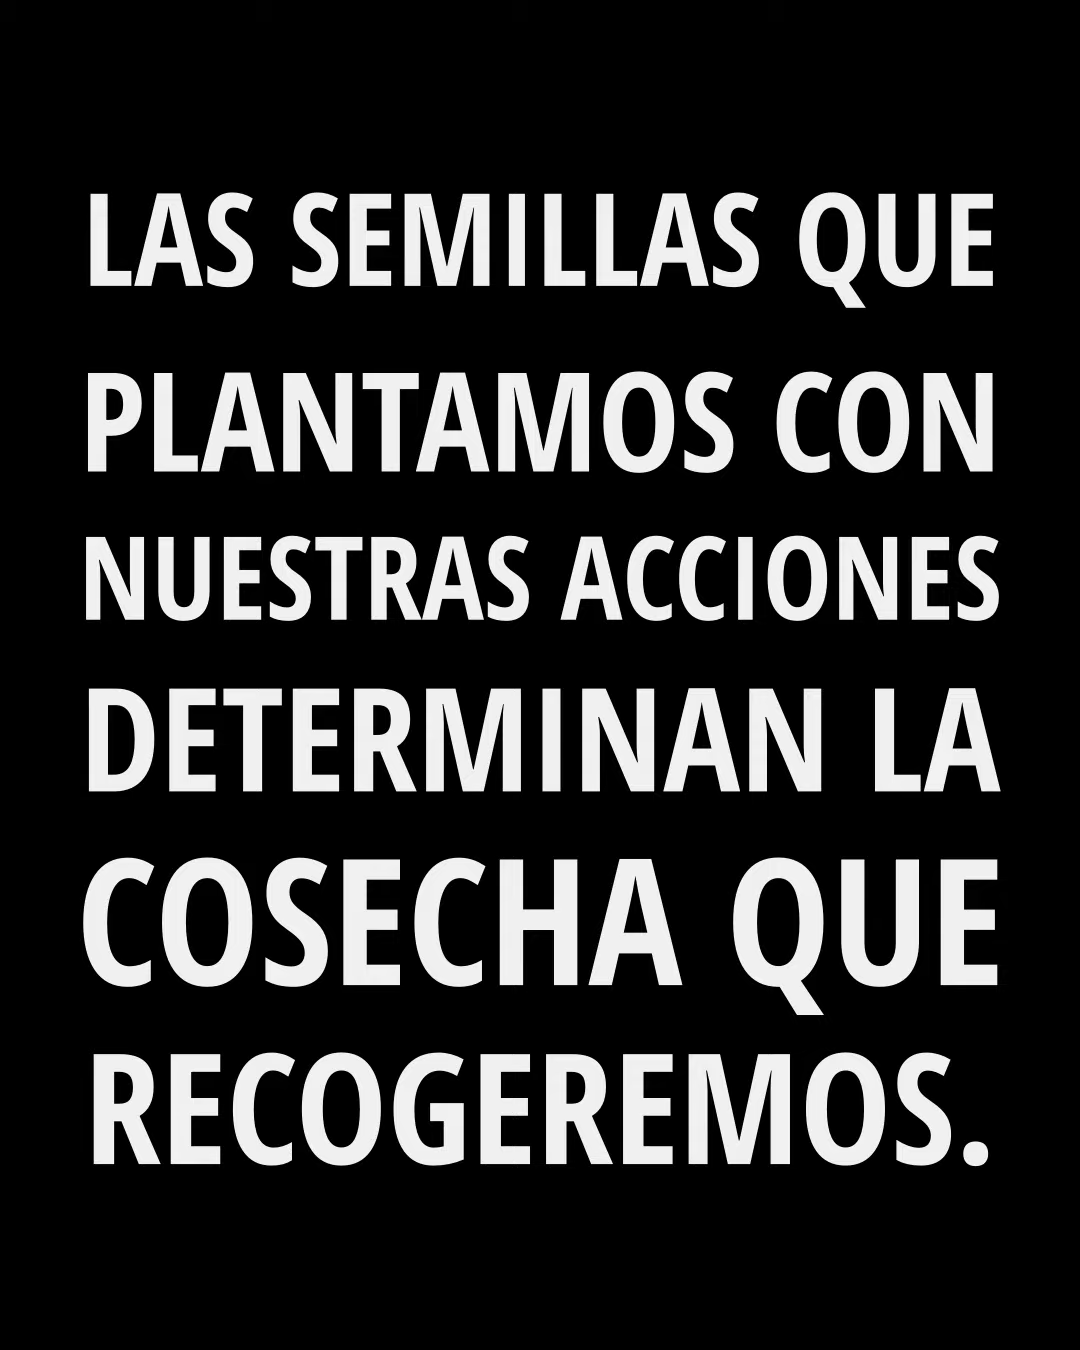 LAS SEMILLAS QUE
PLANTAMOS CON
NUESTRAS ACCIONES
DETERMINAN LA
COSECHA QUE
RECOGEREMOS.